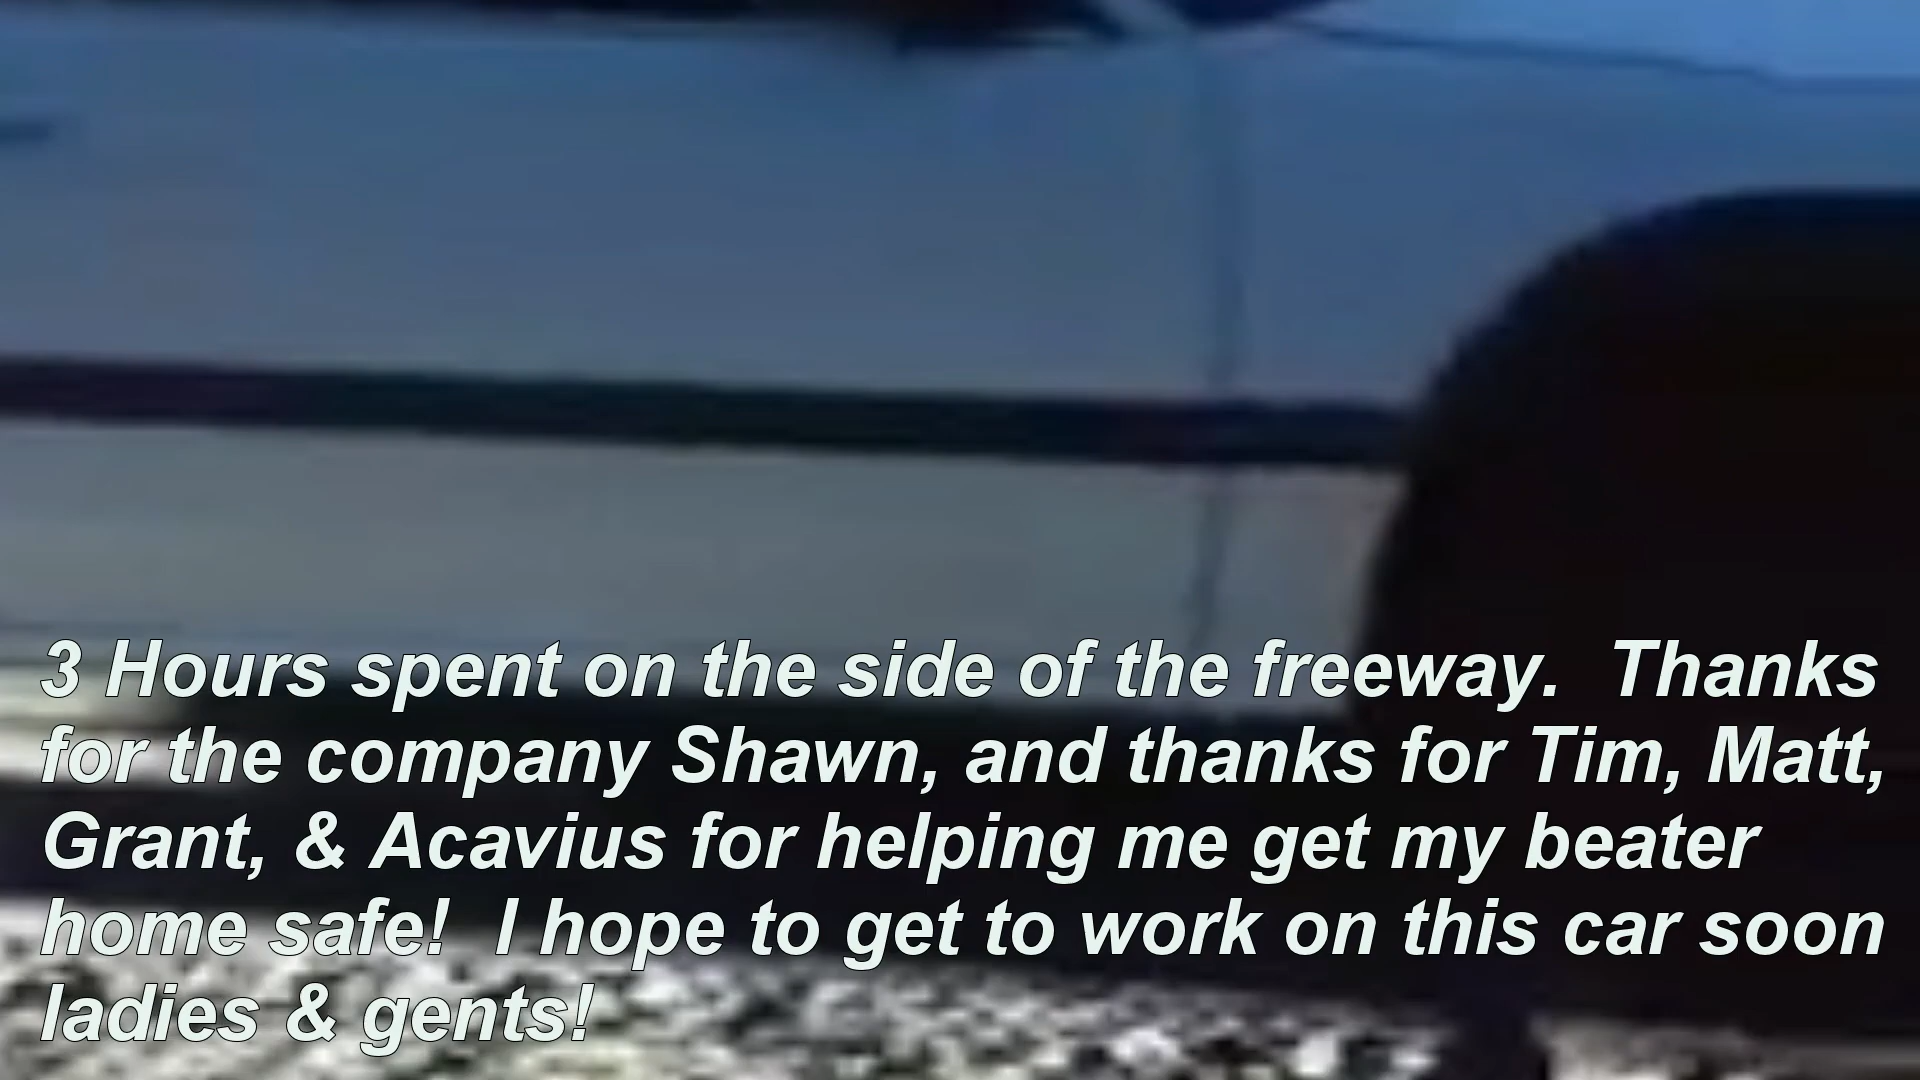 3 Hours spent on the side of the freeway.  Thanks
for the company Shawn, and thanks for Tim, Matt,
Grant, & Acavius for helping me get my beater
home safe!  I hope to get to work on this car soon
ladies & gents!